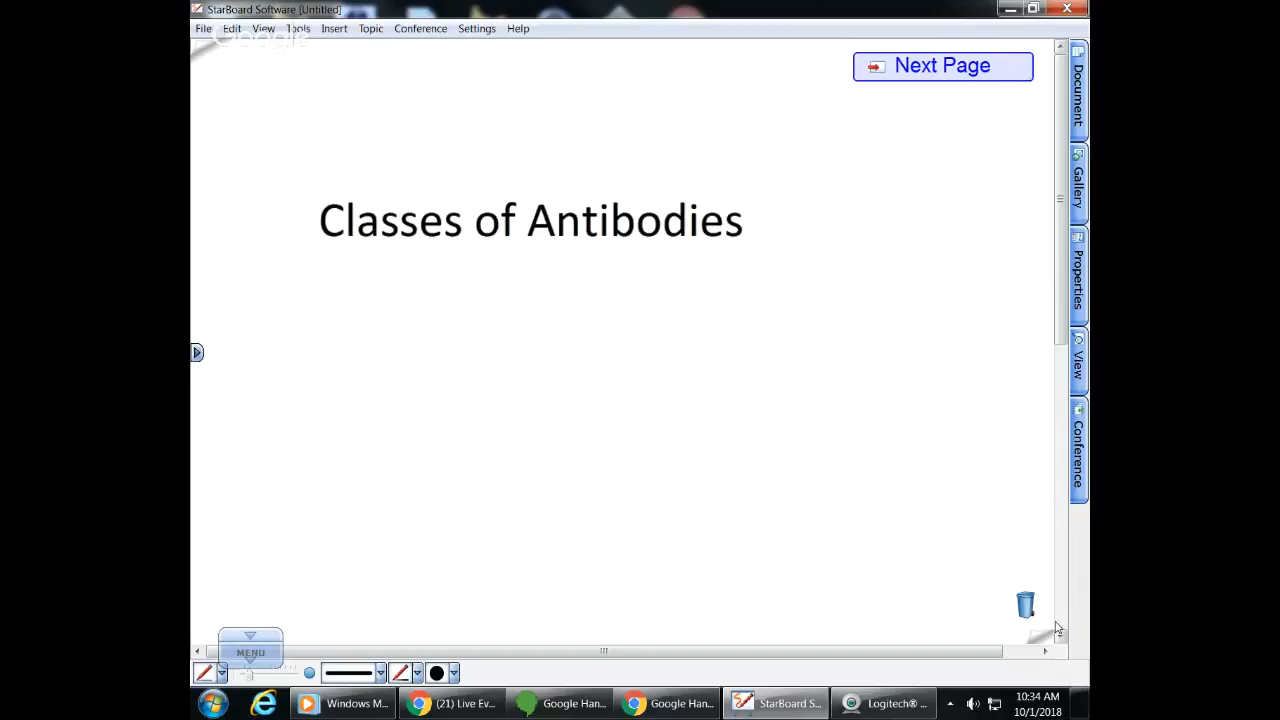 StarBoard Software [Untitled]
File Edit View Tools Insert Topic Conference Settings Help
Google
Next Page
Document
Gallery
Properties
View
Conference
Classes of Antibodies
MENU
Windows M...
(21) Live Ev...
Google Han...
Google Han...
StarBoard S...
Logitech® ...
10:34 AM
10/1/2018